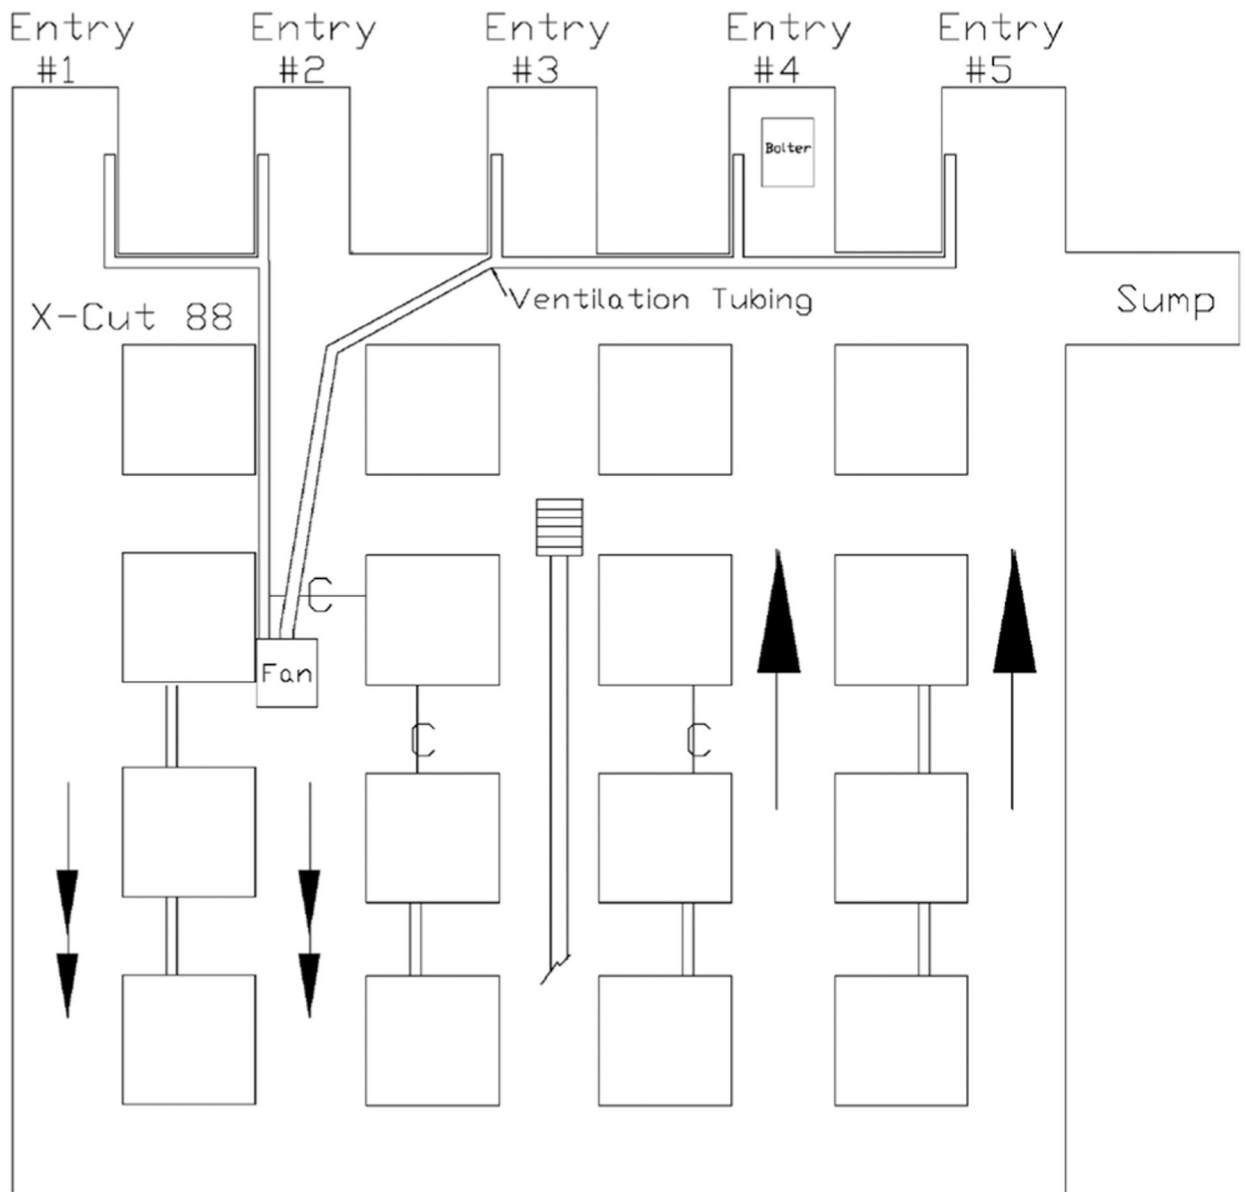 Entry #1
Entry #2
Entry #3
Entry #4
Entry #5
Bolter
Ventilation Tubing
Sump
X-Cut 88
C
Fan
C
C